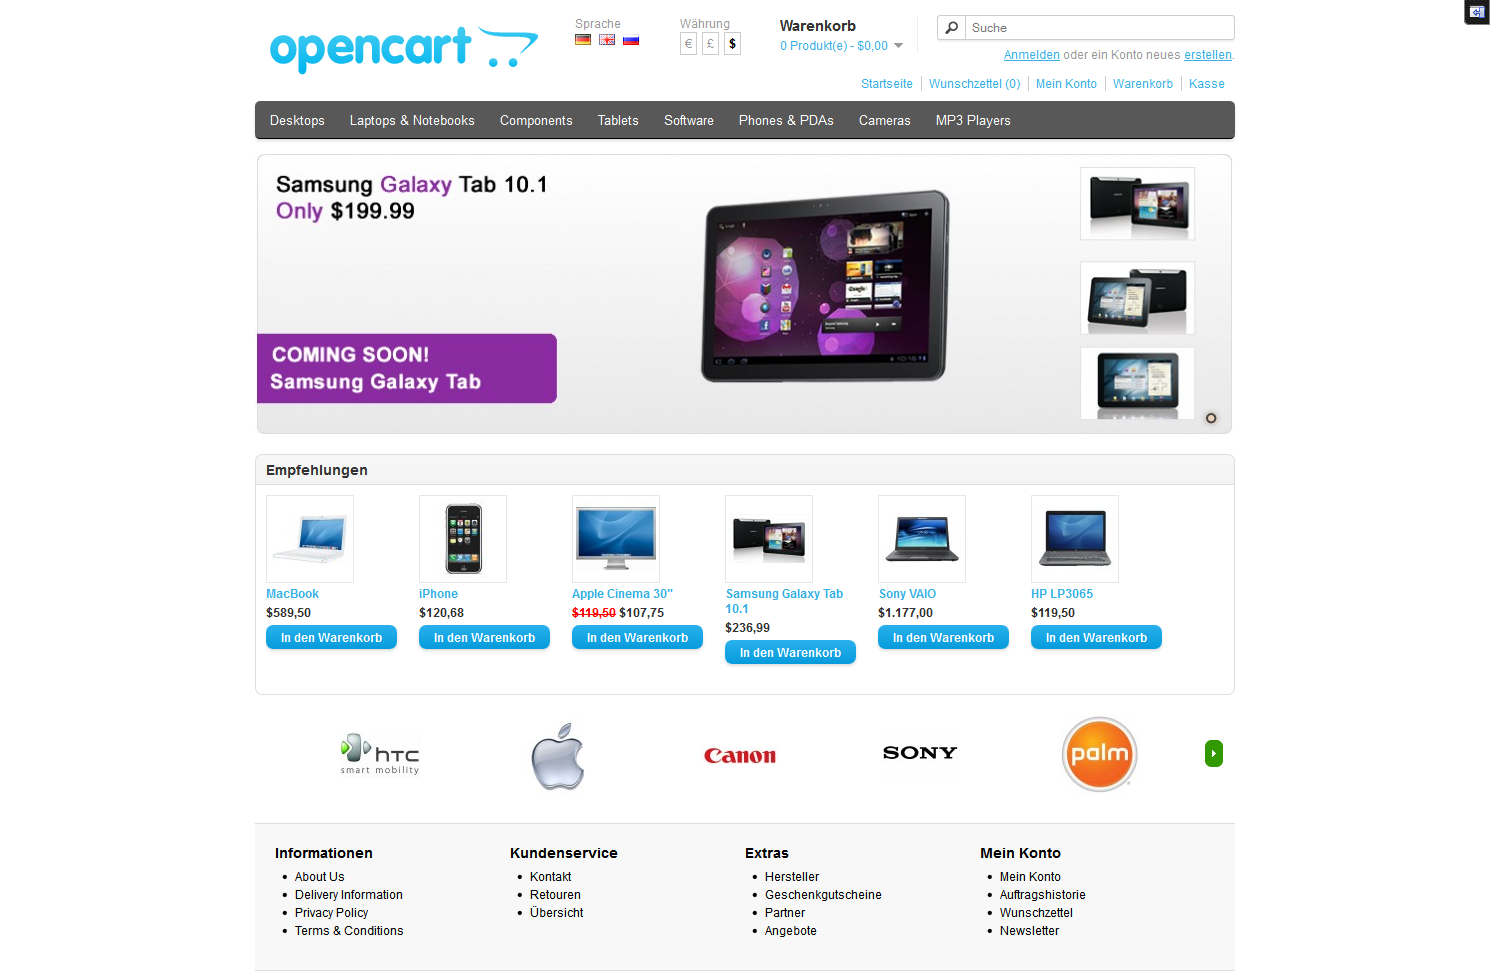 opencart
Sprache
Währung
€ £ $
Warenkorb
0 Produkt(e) - $0,00
Suche
Anmelden oder ein Konto neues erstellen.
Startseite Wunschzettel (0) Mein Konto Warenkorb Kasse
Desktops Laptops & Notebooks Components Tablets Software Phones & PDAs Cameras MP3 Players
Samsung Galaxy Tab 10.1
Only $199.99
COMING SOON!
Samsung Galaxy Tab
Empfehlungen
MacBook
$589,50
In den Warenkorb
iPhone
$120,68
In den Warenkorb
Apple Cinema 30"
$119,50 $107,75
In den Warenkorb
Samsung Galaxy Tab
10.1
$236,99
In den Warenkorb
Sony VAIO
$1.177,00
In den Warenkorb
HP LP3065
$119,50
In den Warenkorb
hTC
smart mobility
Canon
SONY
palm
Informationen
About Us
Delivery Information
Privacy Policy
Terms & Conditions
Kundenservice
Kontakt
Retouren
Übersicht
Extras
Hersteller
Geschenkgutscheine
Partner
Angebote
Mein Konto
Mein Konto
Auftragshistorie
Wunschzettel
Newsletter